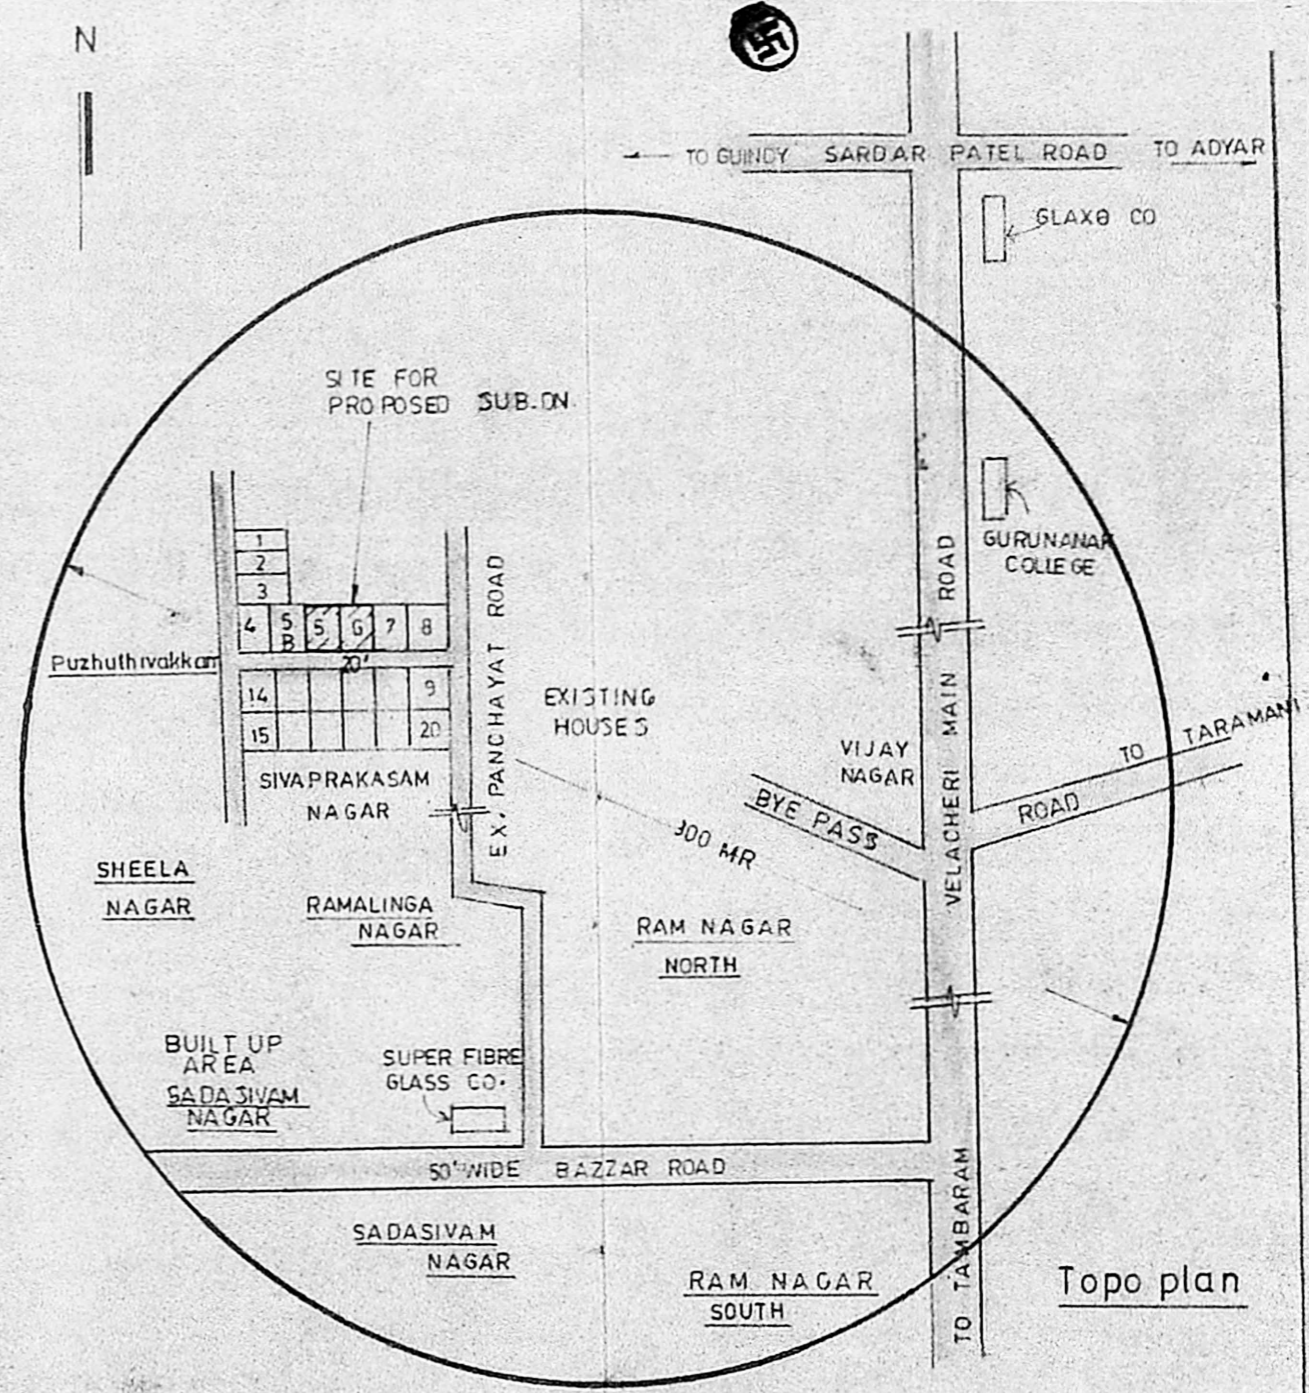 N
TO GUINDY SARDAR PATEL ROAD TO ADYAR
GLAXO CO
SITE FOR
PROPOSED SUB-DN.
1
2
3
4 5 B 5 6 7 8
20'
Puzhuthivakkam
14 9
15 20
SIVAPRAKASAM
NAGAR
EX. PANCHAYAT ROAD
EXISTING
HOUSES
GURUNANAK
COLLEGE
VELACHERI MAIN ROAD
VIJAY
NAGAR
BYE PASS
ROAD TO TARAMANI
300 MR
SHEELA
NAGAR
RAMALINGA
NAGAR
RAM NAGAR
NORTH
BUILT UP
AREA
SADASIVAM
NAGAR
SUPER FIBRE
GLASS CO.
50' WIDE BAZZAR ROAD
SADASIVAM
NAGAR
RAM NAGAR
SOUTH
TO TAMBARAM
Topo plan